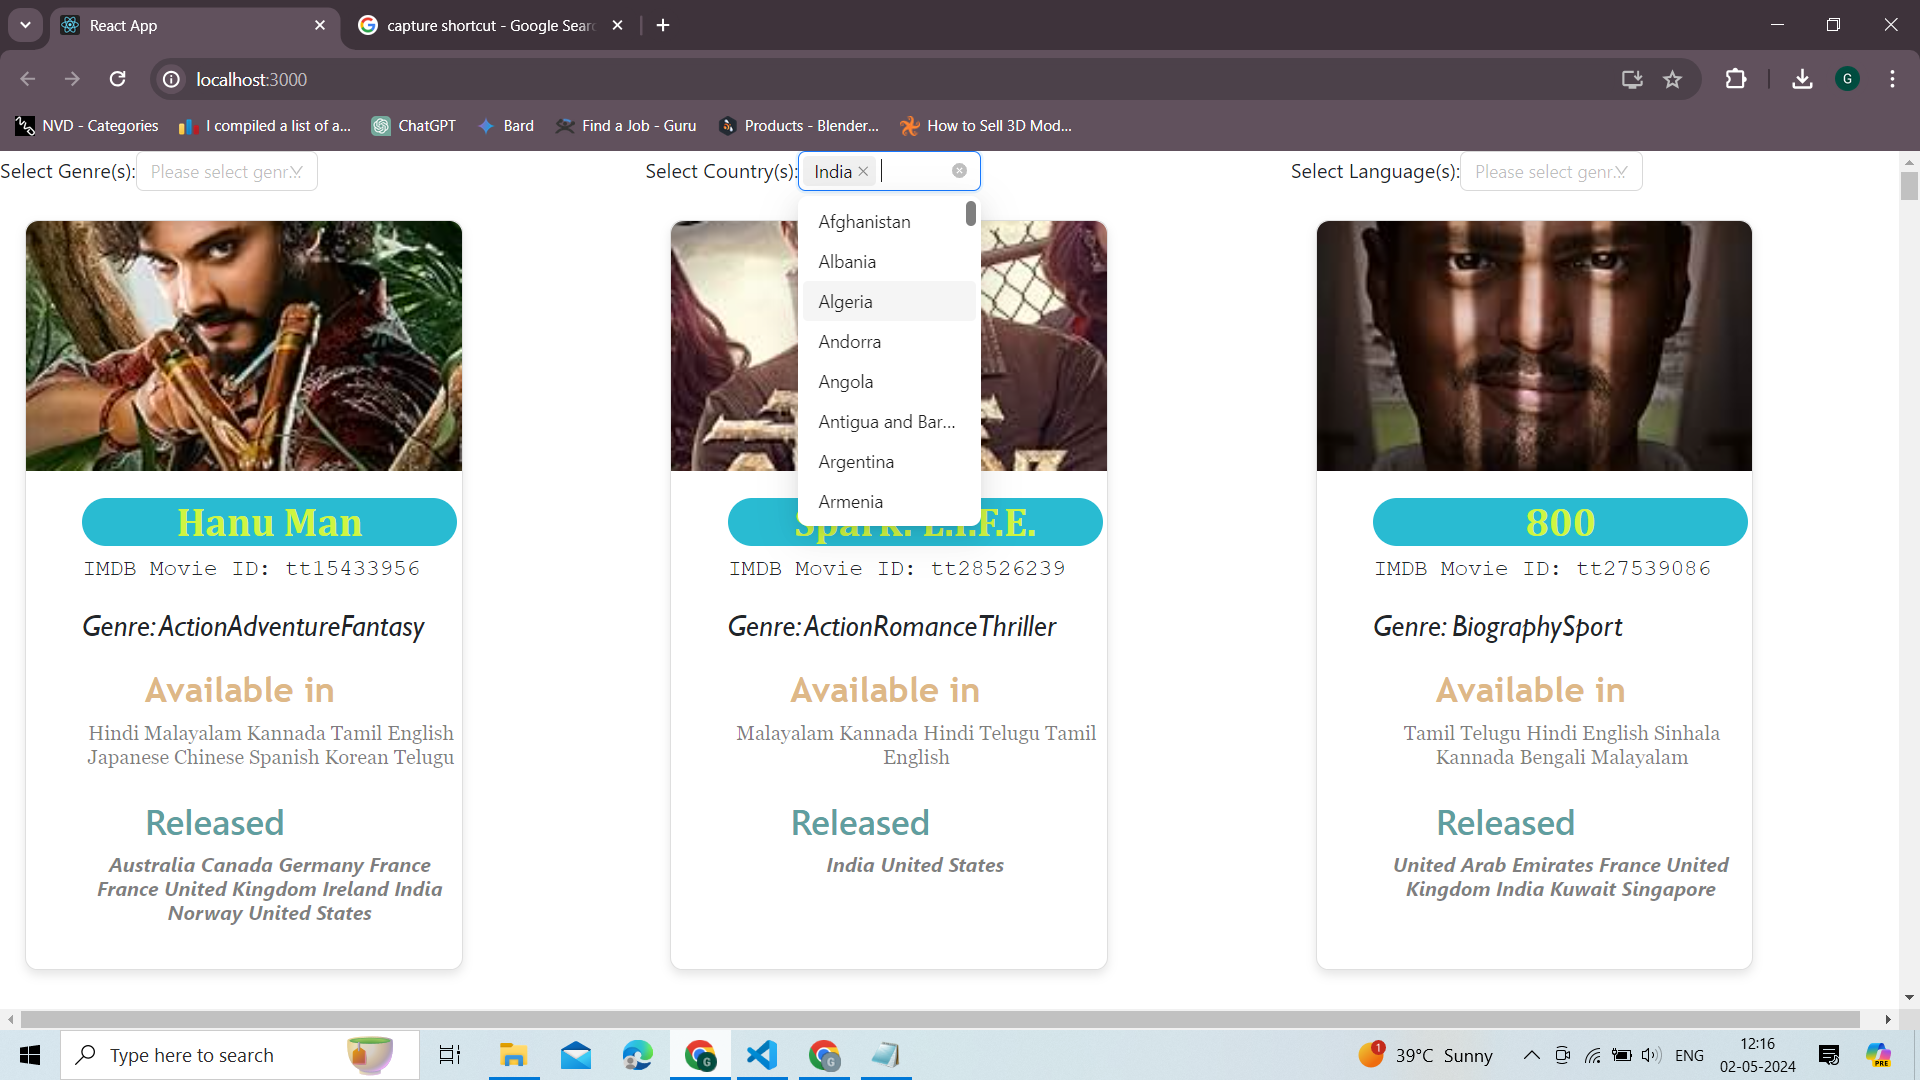 React App
capture shortcut - Google Sear
localhost:3000
NVD - Categories
I compiled a list of a...
ChatGPT
Bard
Find a Job - Guru
Products - Blender...
How to Sell 3D Mod...
Select Genre(s):
Please select genr...
Select Country(s):
India
Select Language(s):
Please select genr...
Afghanistan
Albania
Algeria
Andorra
Angola
Antigua and Bar...
Argentina
Armenia
Hanu Man
IMDB Movie ID: tt15433956
Genre: ActionAdventureFantasy
Available in
Hindi Malayalam Kannada Tamil English
Japanese Chinese Spanish Korean Telugu
Released
Australia Canada Germany France
France United Kingdom Ireland India
Norway United States
Spark: L.I.F.E.
IMDB Movie ID: tt28526239
Genre: ActionRomanceThriller
Available in
Malayalam Kannada Hindi Telugu Tamil
English
Released
India United States
800
IMDB Movie ID: tt27539086
Genre: BiographySport
Available in
Tamil Telugu Hindi English Sinhala
Kannada Bengali Malayalam
Released
United Arab Emirates France United
Kingdom India Kuwait Singapore
Type here to search
39°C Sunny
ENG
12:16
02-05-2024